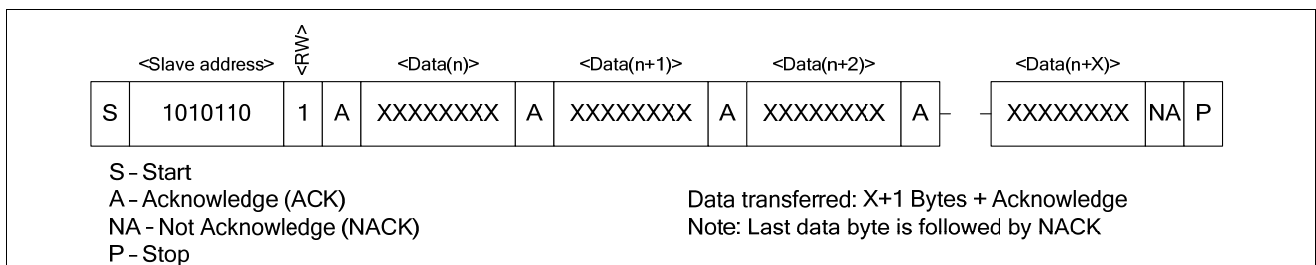 <Slave address> <RW> <Data(n)> <Data(n+1)> <Data(n+2)> <Data(n+X)>
S 1010110 1 A XXXXXXXX A XXXXXXXX A XXXXXXXX A XXXXXXXX NA P
S – Start
A – Acknowledge (ACK)
NA – Not Acknowledge (NACK)
P – Stop
Data transferred: X+1 Bytes + Acknowledge
Note: Last data byte is followed by NACK